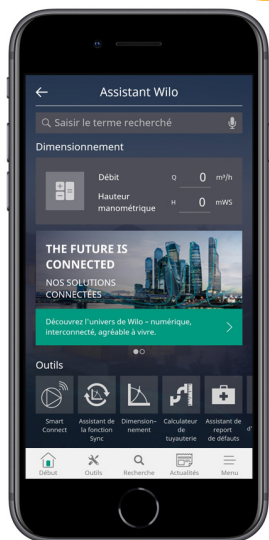 Assistant Wilo
Saisir le terme recherché
Dimensionnement
Débit Q 0 m³/h
Hauteur
manométrique H 0 mWS
THE FUTURE IS
CONNECTED
NOS SOLUTIONS
CONNECTÉES
Découvrez l'univers de Wilo – numérique,
interconnecté, agréable à vivre.
Outils
Smart
Connect
Assistant de
la fonction
Sync
Dimension-
nement
Calculateur
de
tuyauterie
Assistant de
report
de défauts
d'
Début
Outils
Recherche
Actualités
Menu